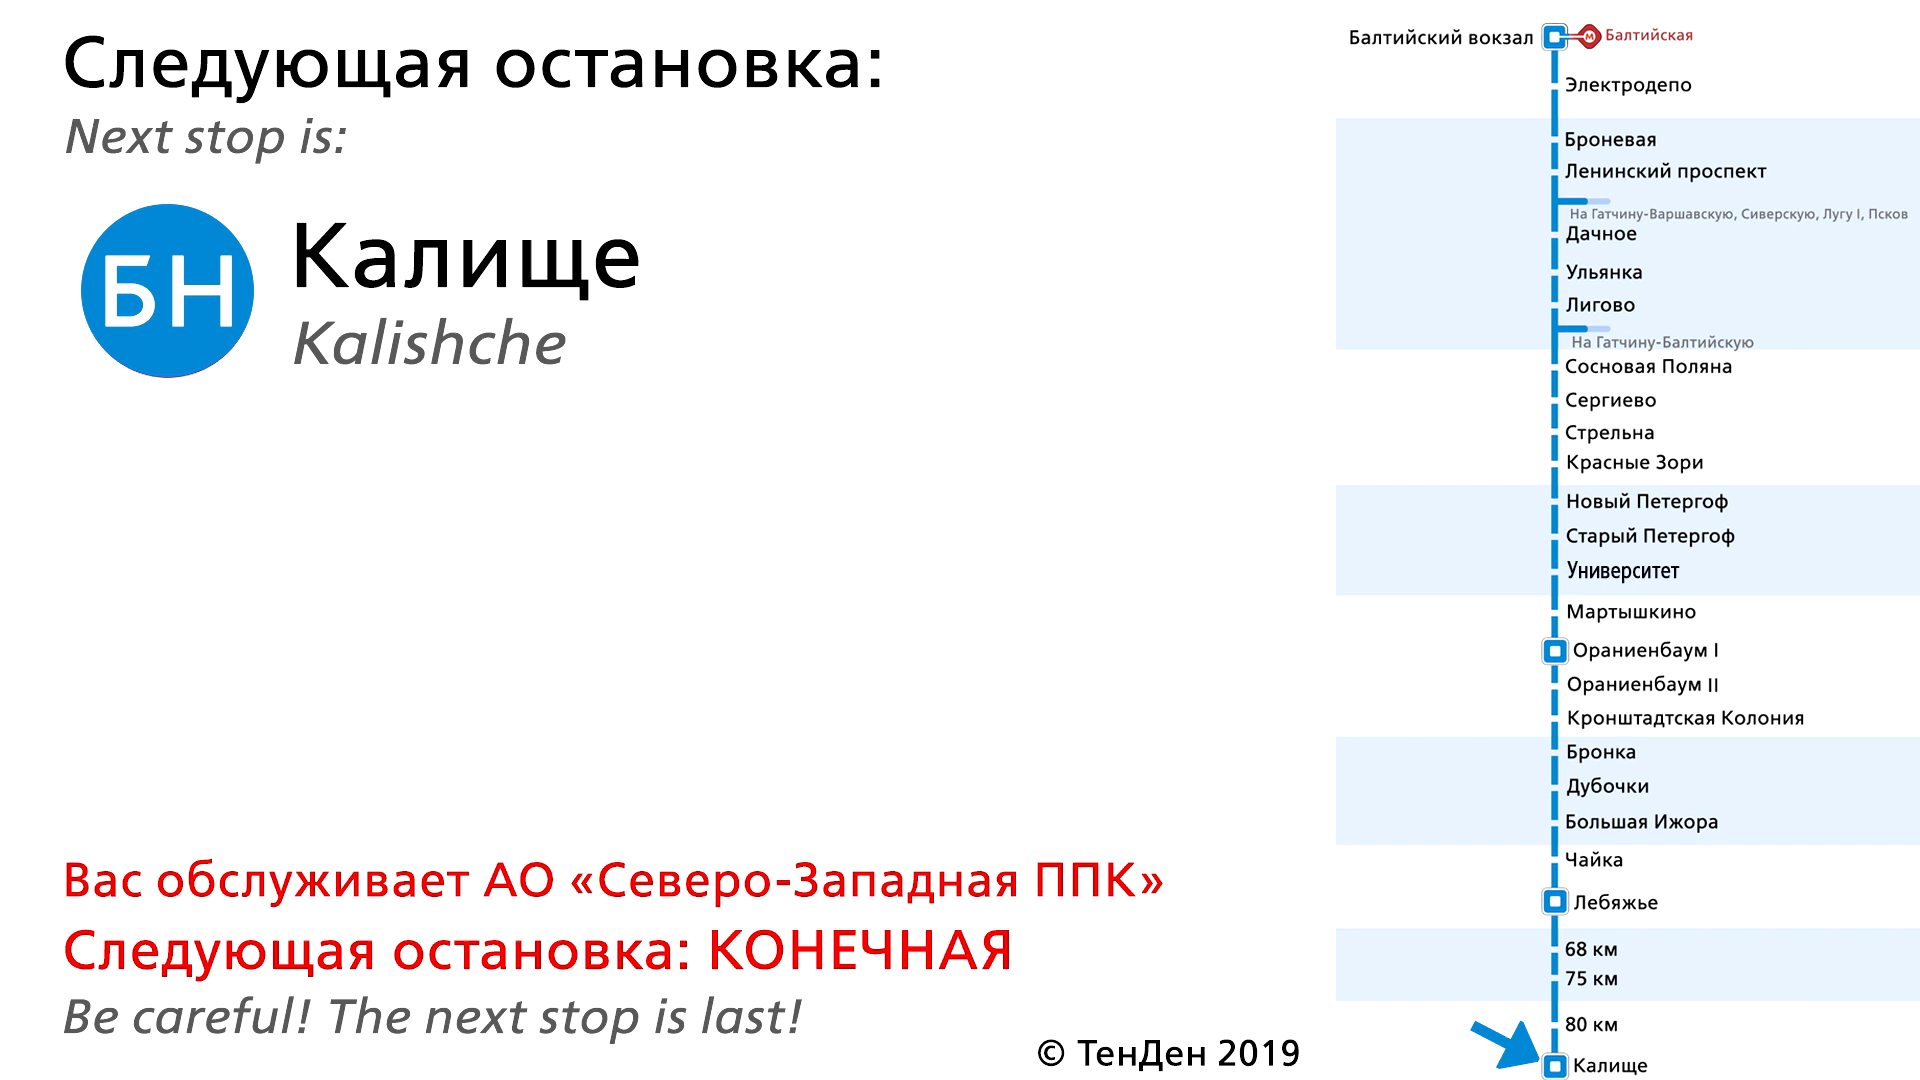 Следующая остановка:
Next stop is:
БН
Калище
Kalishche
Вас обслуживает АО «Северо-Западная ППК»
Следующая остановка: КОНЕЧНАЯ
Be careful! The next stop is last!
© ТенДен 2019
Балтийский вокзал
М
Балтийская
Электродепо
Броневая
Ленинский проспект
На Гатчину-Варшавскую, Сиверскую, Лугу I, Псков
Дачное
Ульянка
Лигово
На Гатчину-Балтийскую
Сосновая Поляна
Сергиево
Стрельна
Красные Зори
Новый Петергоф
Старый Петергоф
Университет
Мартышкино
Ораниенбаум I
Ораниенбаум II
Кронштадтская Колония
Бронка
Дубочки
Большая Ижора
Чайка
Лебяжье
68 км
75 км
80 км
Калище